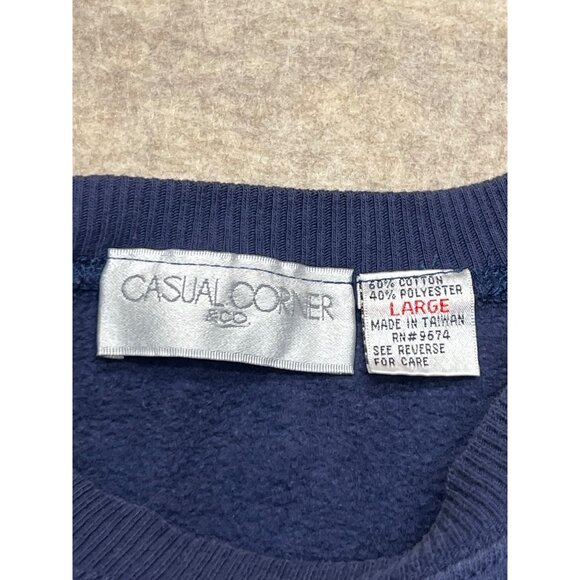 CASUAL CORNER
& CO.
60% COTTON
40% POLYESTER
LARGE
MADE IN TAIWAN
RN#9674
SEE REVERSE
FOR CARE